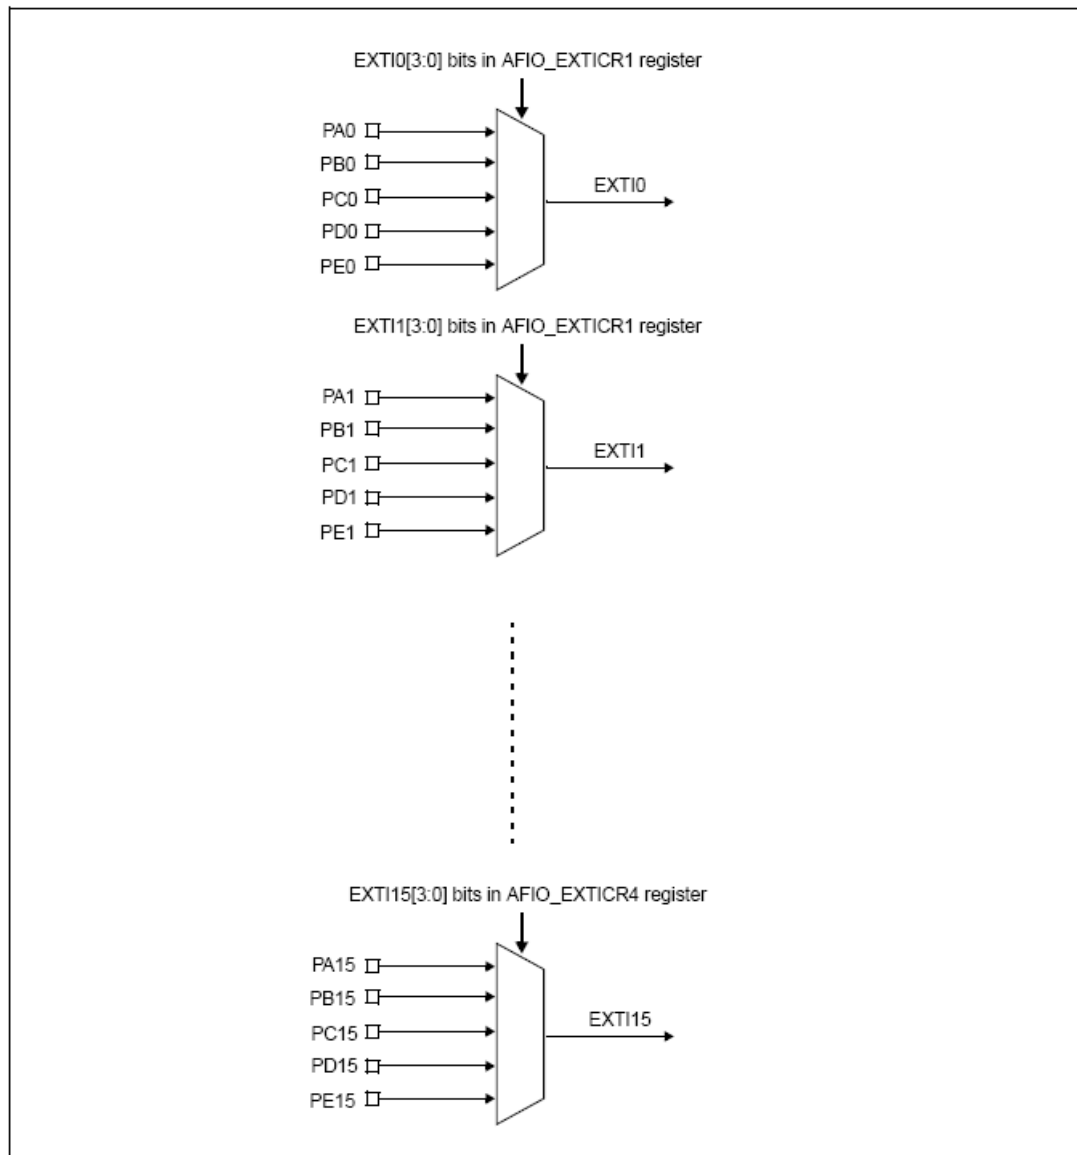 EXTI0[3:0] bits in AFIO_EXTICR1 register
PA0
PB0
EXTI0
PC0
PD0
PE0
EXTI1[3:0] bits in AFIO_EXTICR1 register
PA1
PB1
EXTI1
PC1
PD1
PE1
EXTI15[3:0] bits in AFIO_EXTICR4 register
PA15
PB15
EXTI15
PC15
PD15
PE15